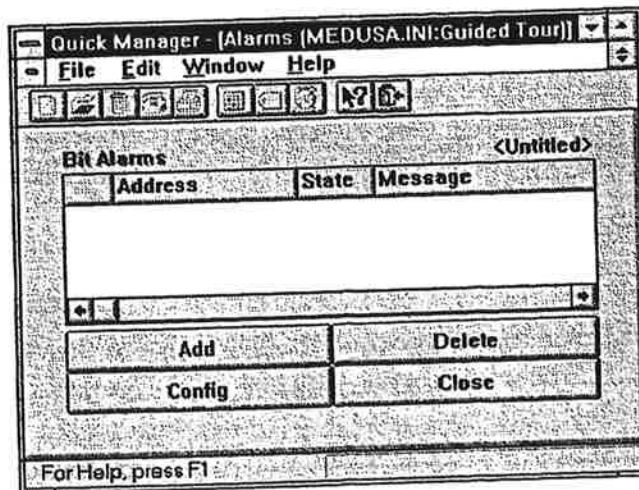 Quick Manager - [Alarms (MEDUSA.INI:Guided Tour)]
File Edit Window Help
Bit Alarms <Untitled>
Address State Message
Add Delete
Config Close
For Help, press F1